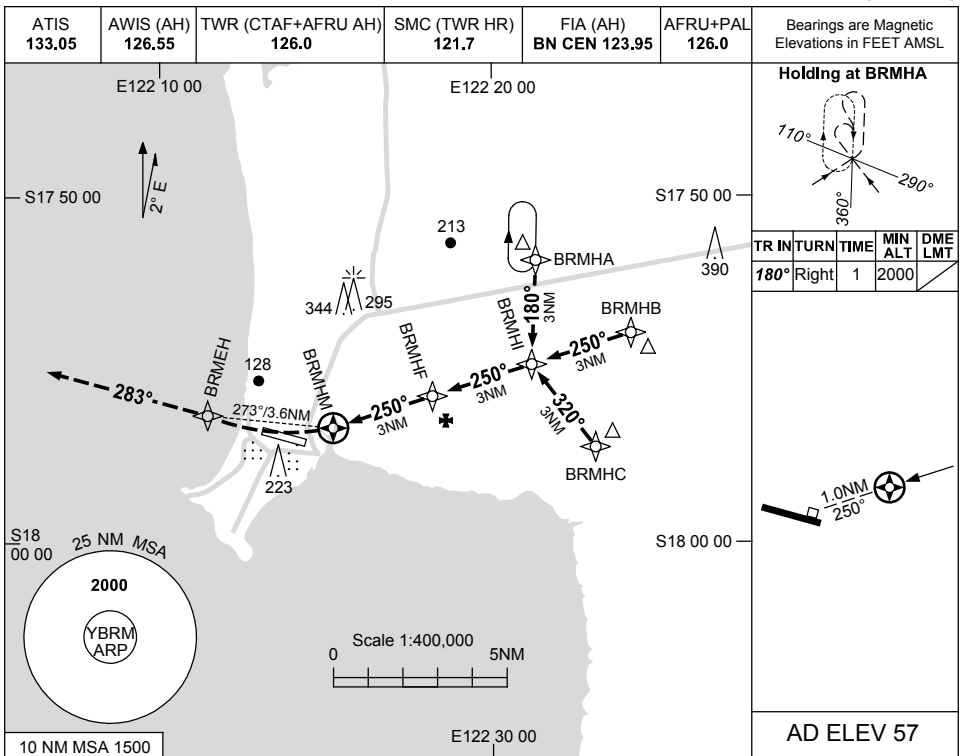 ATIS
133.05
AWIS (AH)
126.55
TWR (CTAF+AFRU AH)
126.0
SMC (TWR HR)
121.7
FIA (AH)
BN CEN 123.95
AFRU+PAL
126.0
Bearings are Magnetic
Elevations in FEET AMSL
E122 10 00
E122 20 00
2° E
S17 50 00
S17 50 00
213
BRMHA
390
344
295
180°
3NM
BRMHI
BRMHB
250°
3NM
BRMHF
250°
3NM
128
BRMEH
BRMHM
283°
273°/3.6NM
250°
3NM
320°
3NM
BRMHC
223
S18
00 00
S18 00 00
25 NM MSA
2000
YBRM
ARP
Scale 1:400,000
0
5NM
10 NM MSA 1500
E122 30 00
Holding at BRMHA
110°
290°
360°
TR IN TURN TIME MIN ALT DME LMT
180° Right 1 2000
1.0NM
250°
AD ELEV 57